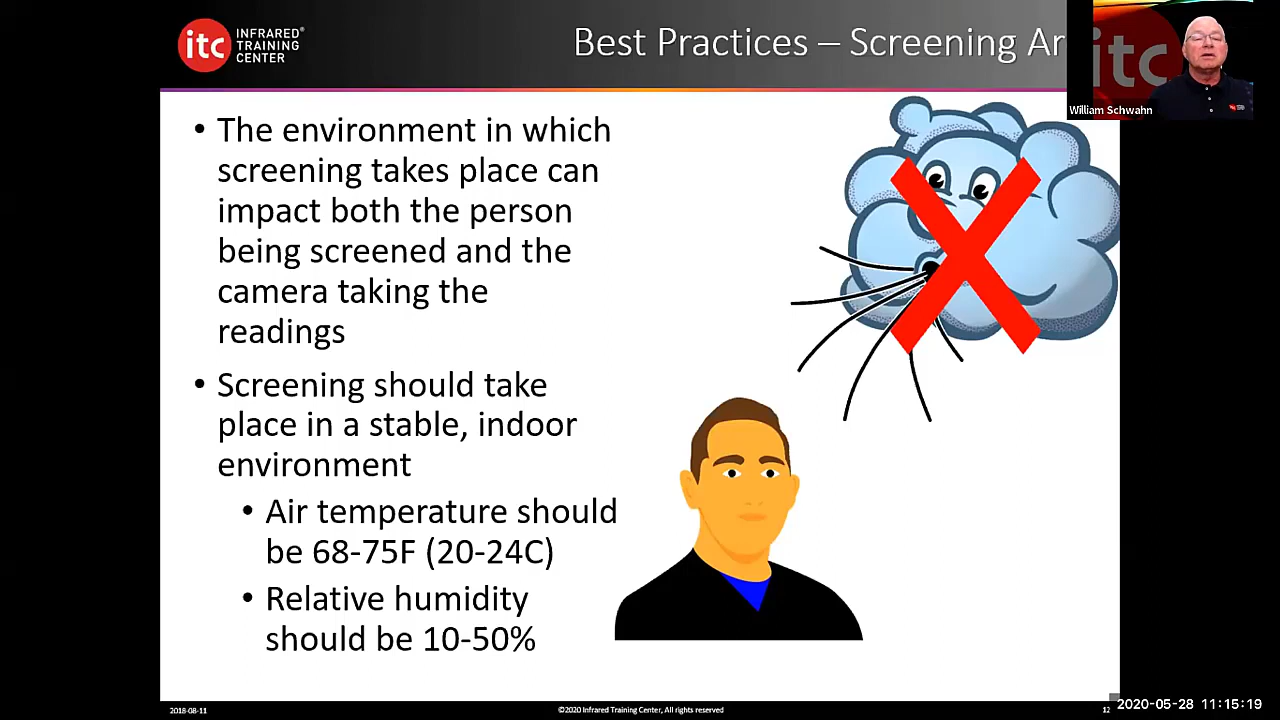 itc
INFRARED®
TRAINING
CENTER
Best Practices – Screening Ar
itc
William Schwahn
• The environment in which
screening takes place can
impact both the person
being screened and the
camera taking the
readings
• Screening should take
place in a stable, indoor
environment
• Air temperature should
be 68-75F (20-24C)
• Relative humidity
should be 10-50%
2018-08-11
©2020 Infrared Training Center, All rights reserved
12
2020-05-28 11:15:19